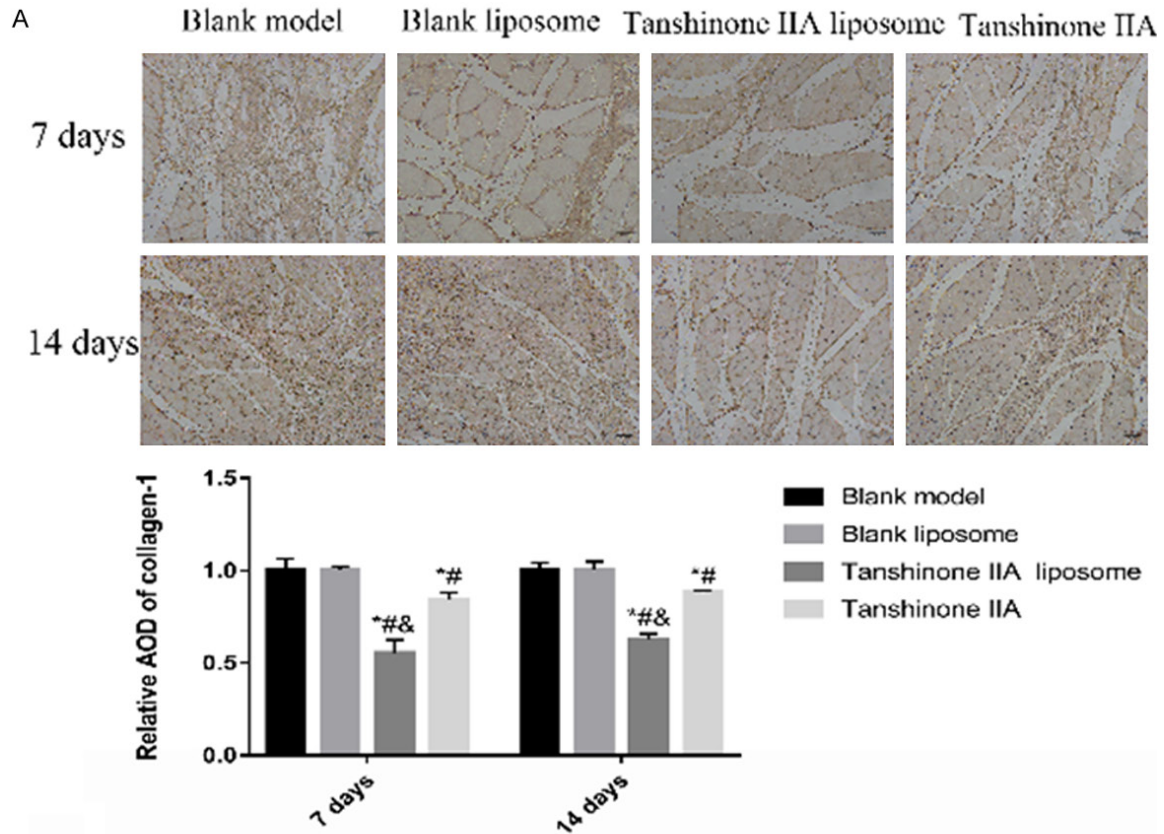 A
Blank model Blank liposome Tanshinone IIA liposome Tanshinone IIA
7 days
14 days
Relative AOD of collagen-1
1.5
1.0
0.5
0.0
*#&
*#
*#&
*#
7 days
14 days
Blank model
Blank liposome
Tanshinone IIA liposome
Tanshinone IIA